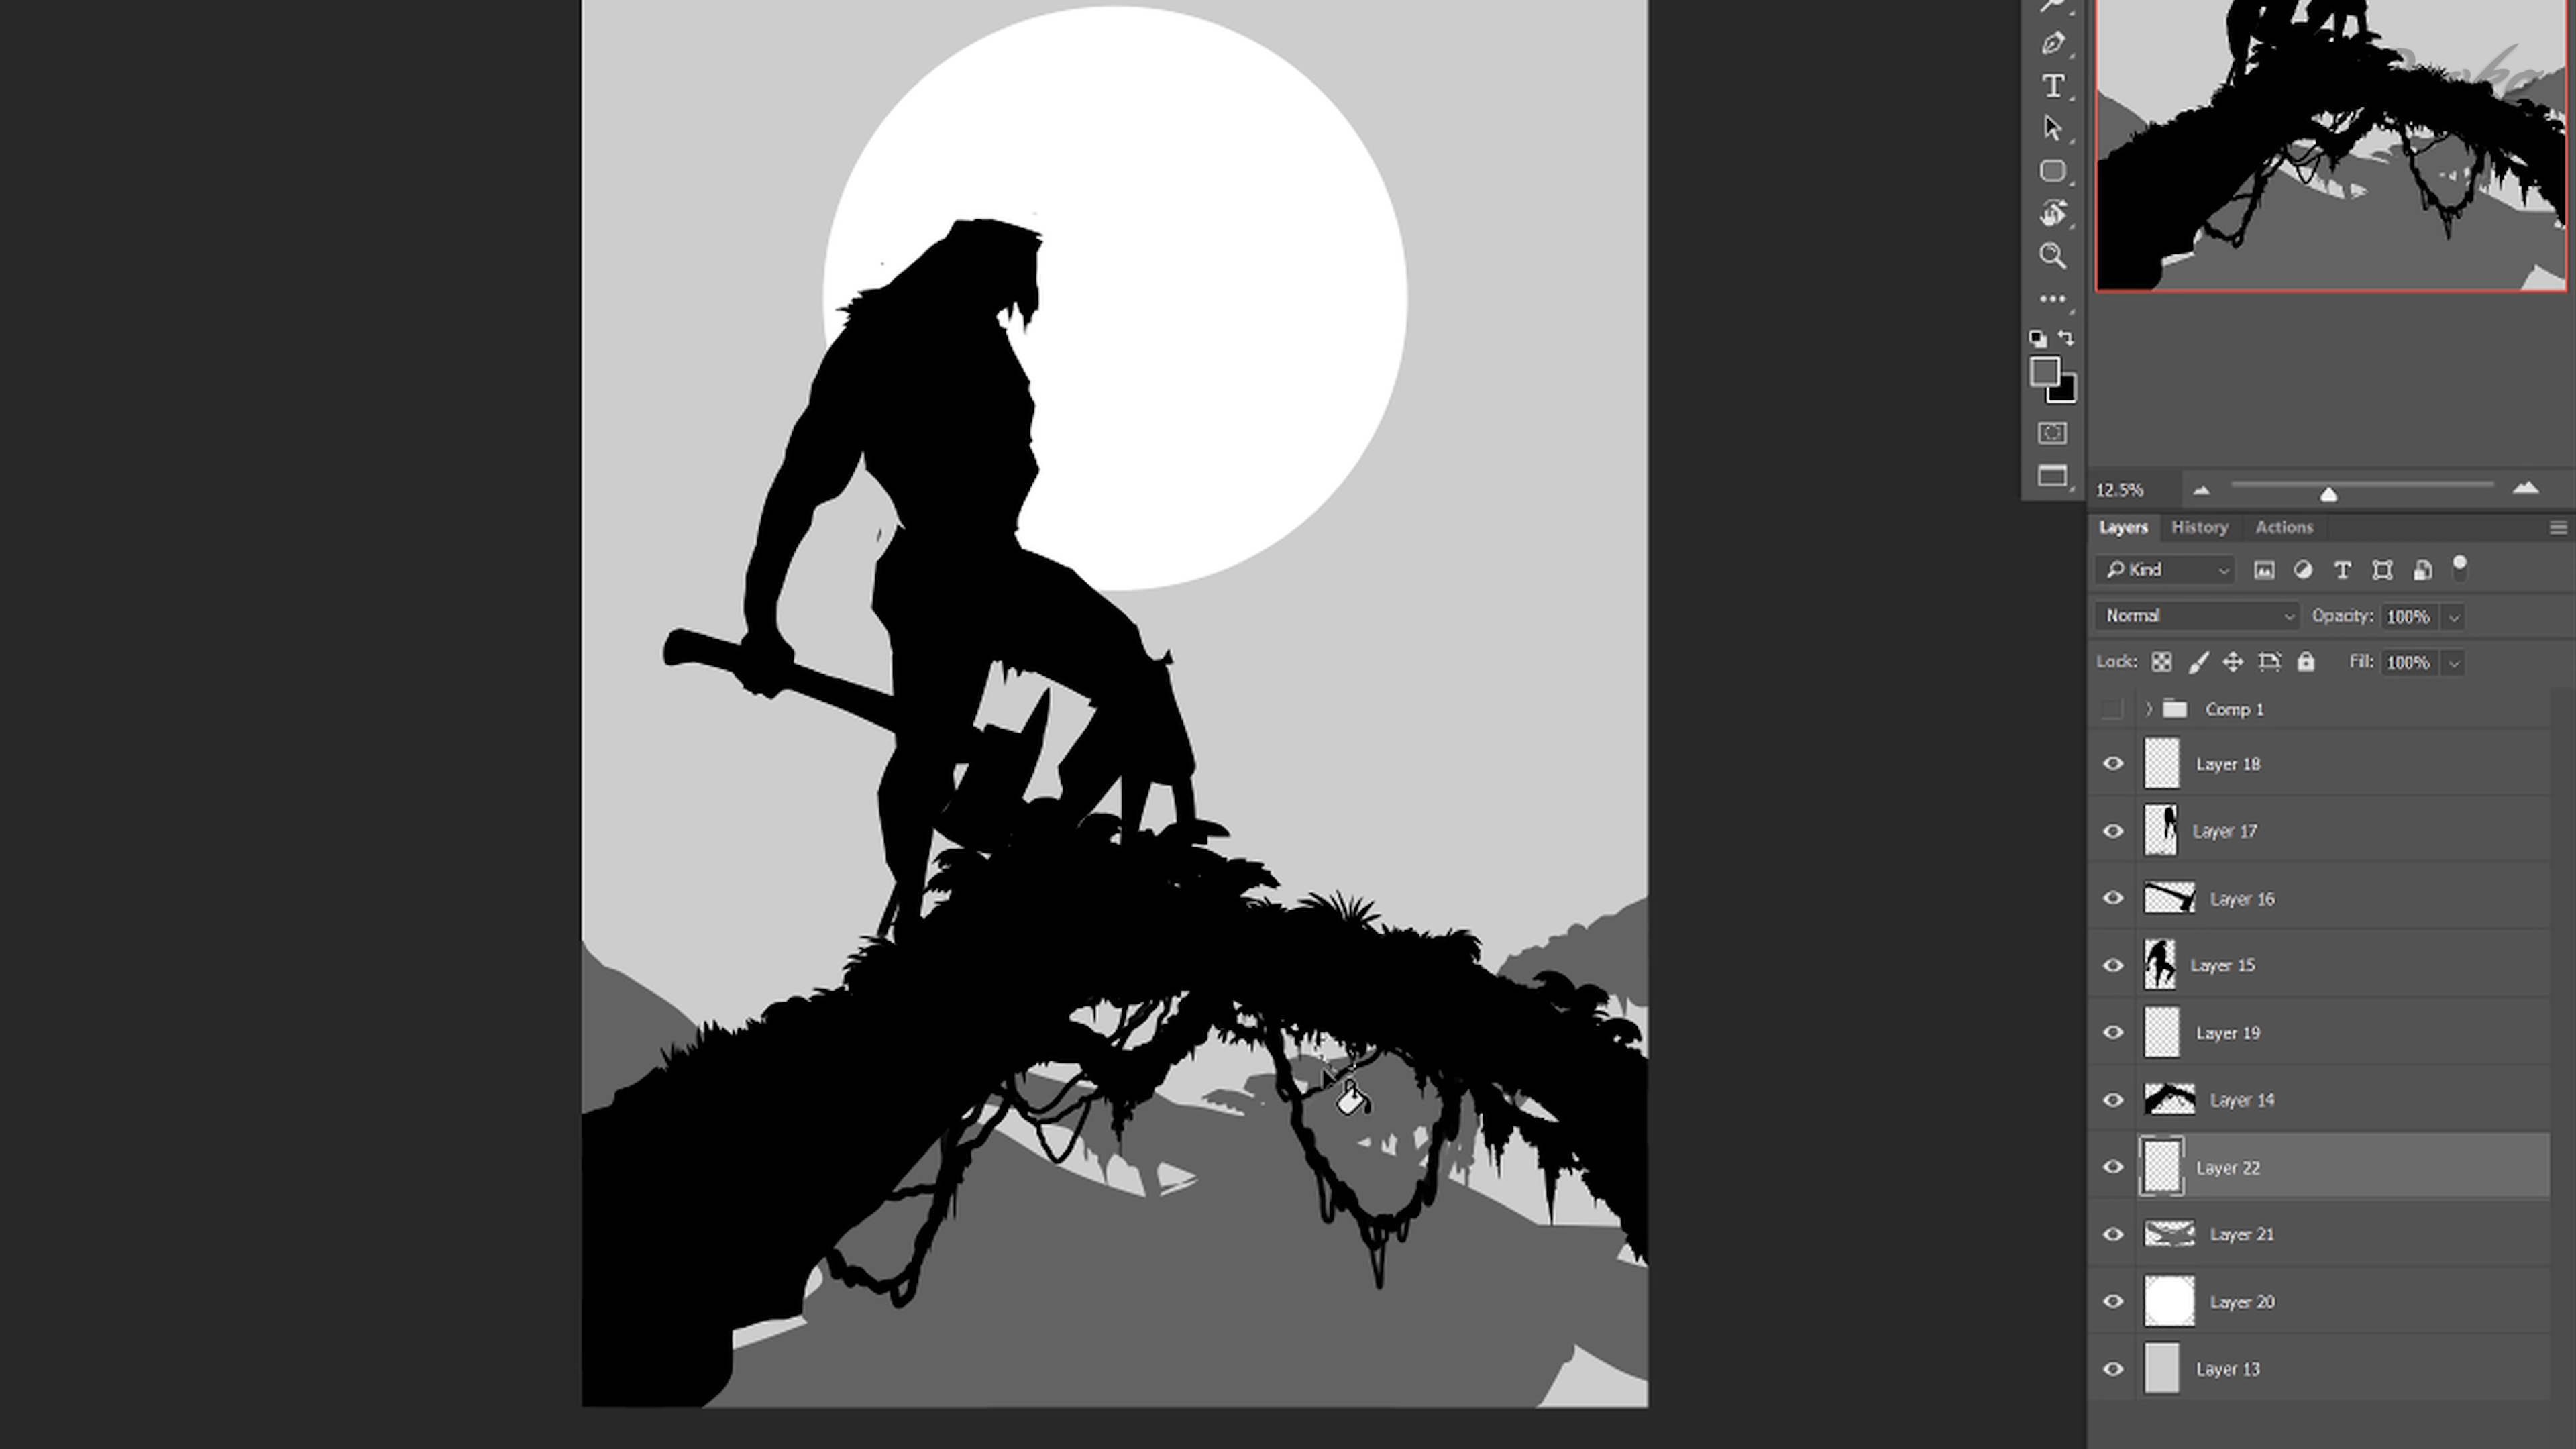 12.5%
Layers History Actions
Kind
Normal Opacity: 100%
Lock: Fill: 100%
Comp 1
Layer 18
Layer 17
Layer 16
Layer 15
Layer 19
Layer 14
Layer 22
Layer 21
Layer 20
Layer 13